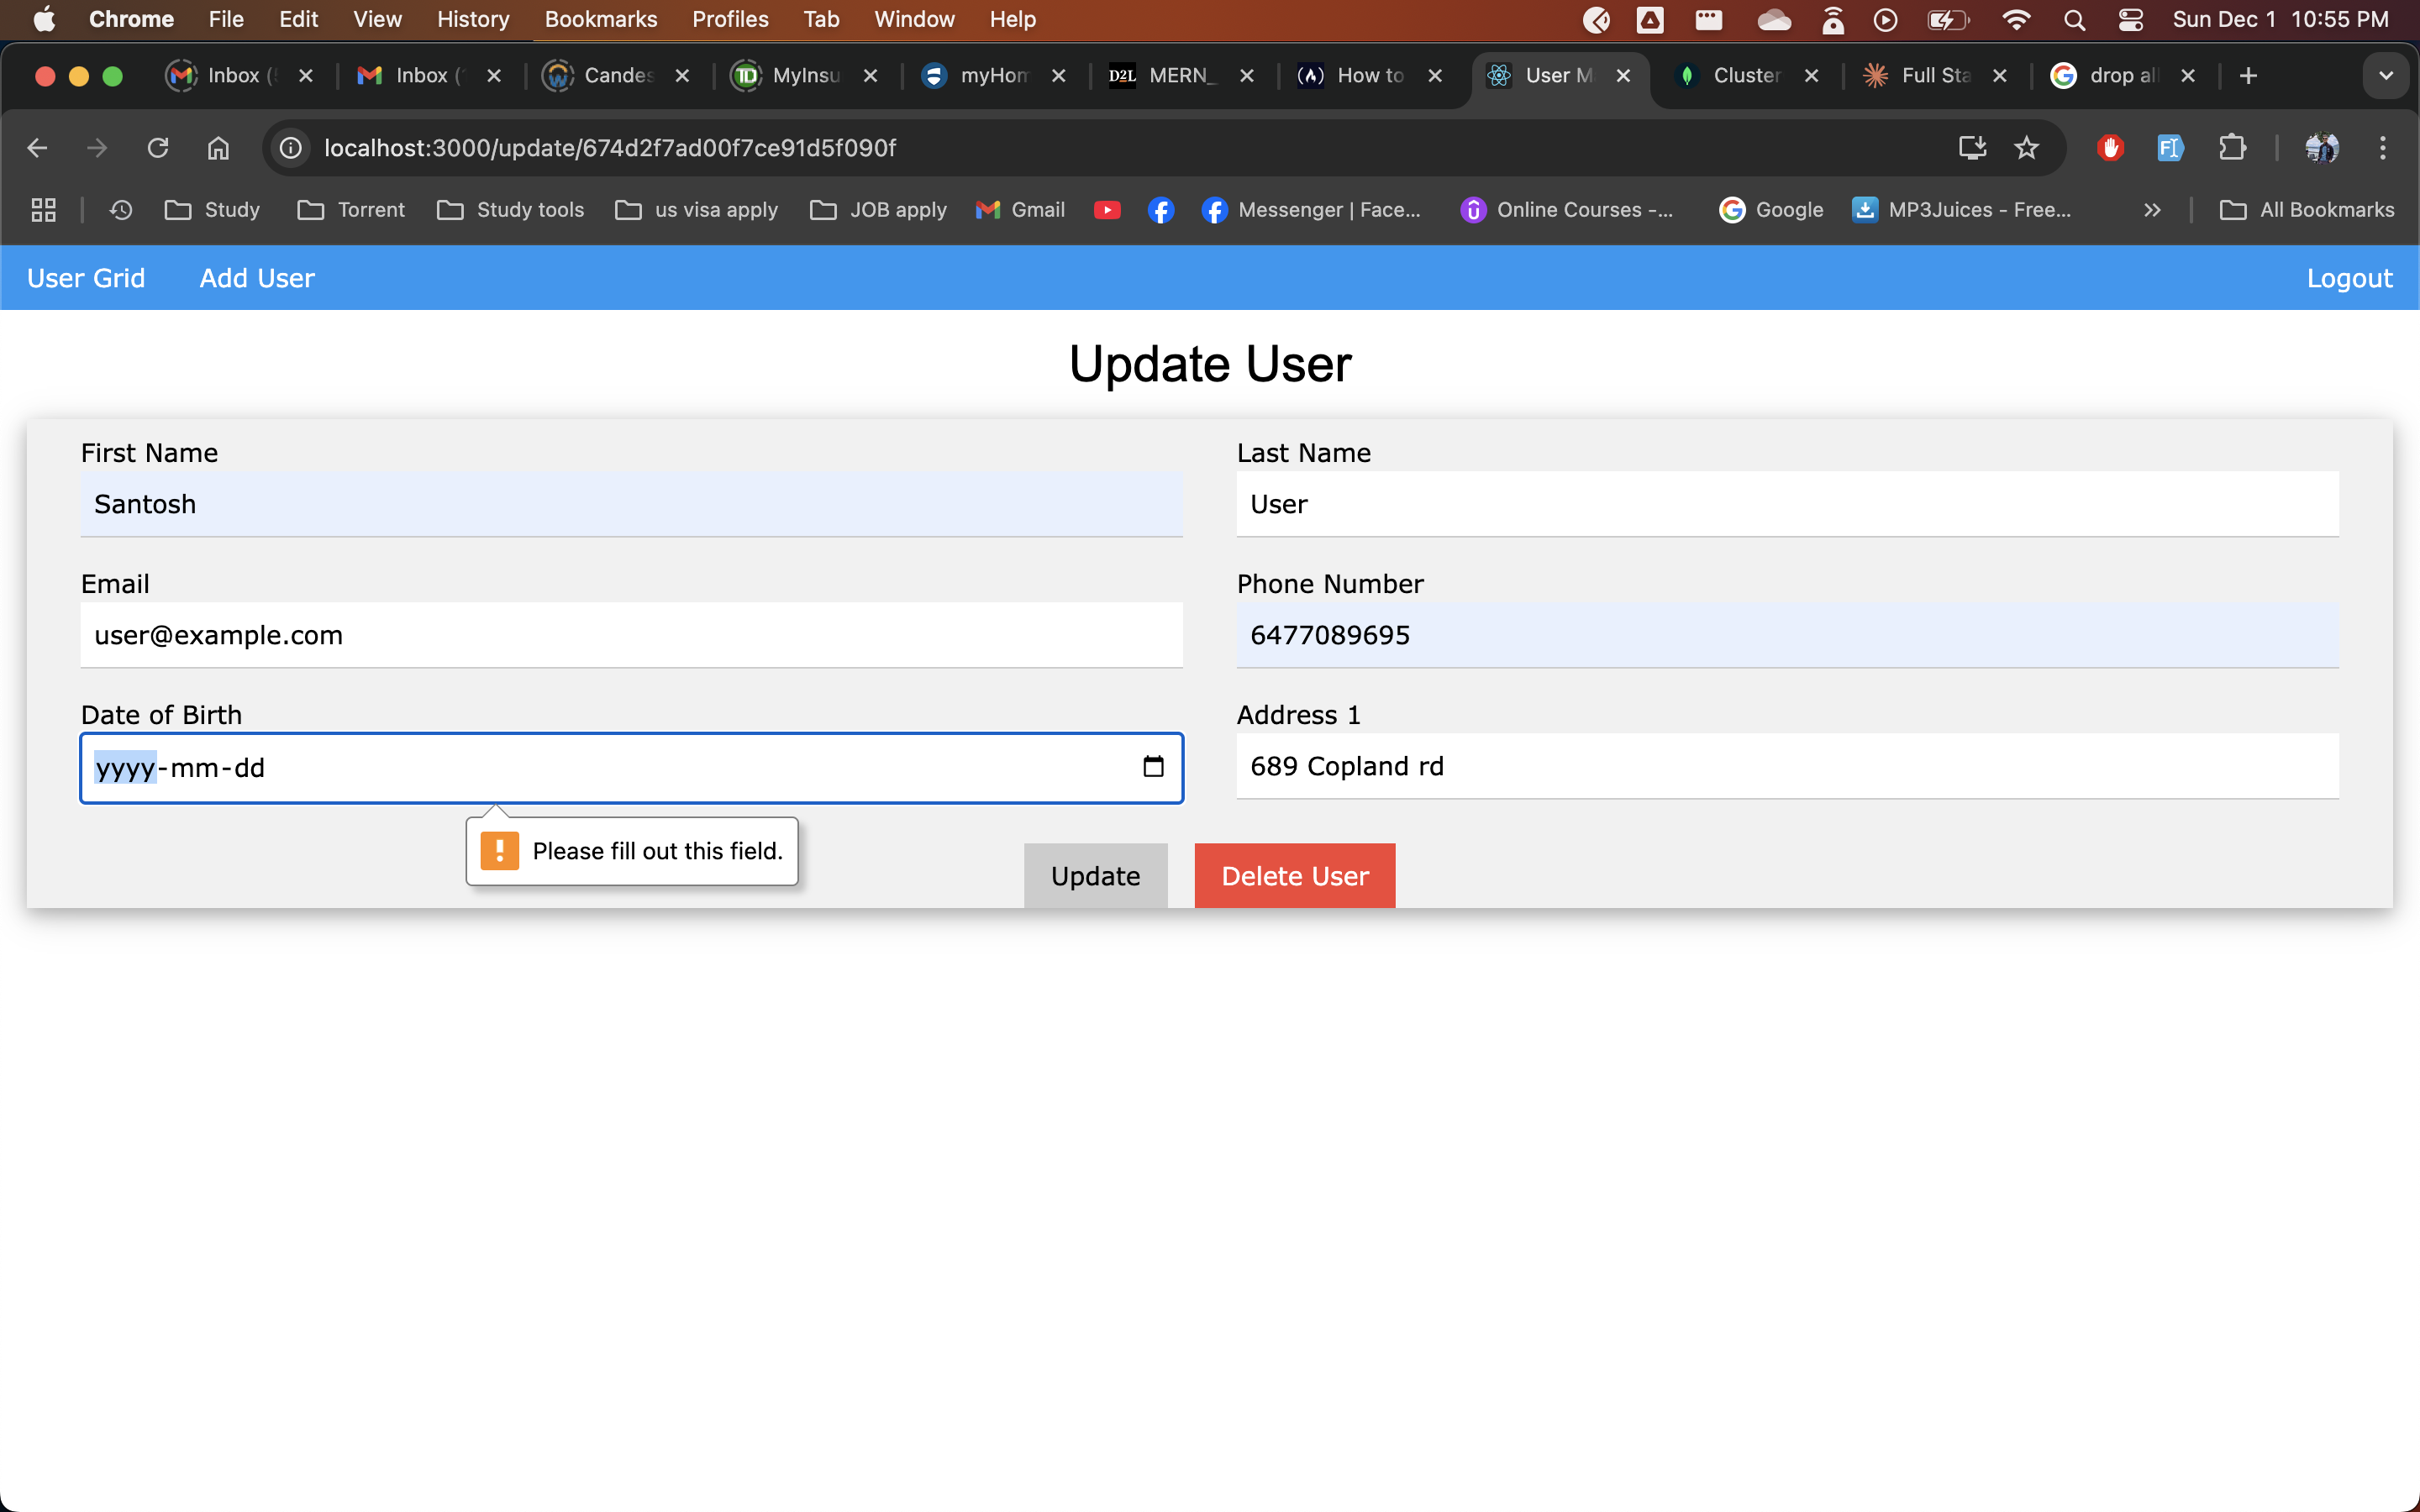 Chrome File Edit View History Bookmarks Profiles Tab Window Help Sun Dec 1 10:55 PM
Inbox ( Inbox ( Candes MyInsu myHom D2L MERN_ How to User M Cluster Full Sta drop all
localhost:3000/update/674d2f7ad00f7ce91d5f090f
Study Torrent Study tools us visa apply JOB apply Gmail Messenger | Face... Online Courses -... Google MP3Juices - Free... All Bookmarks
User Grid Add User Logout
Update User
First Name Last Name
Santosh User
Email Phone Number
user@example.com 6477089695
Date of Birth Address 1
yyyy-mm-dd 689 Copland rd
Please fill out this field.
Update Delete User